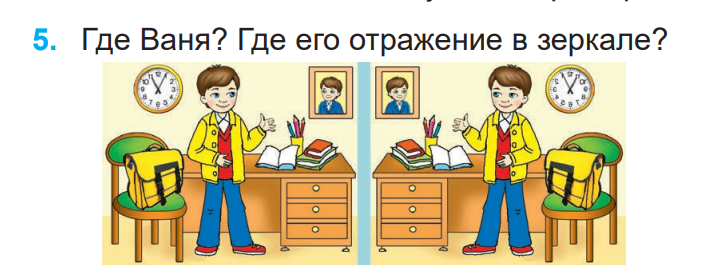 5. Где Ваня? Где его отражение в зеркале?